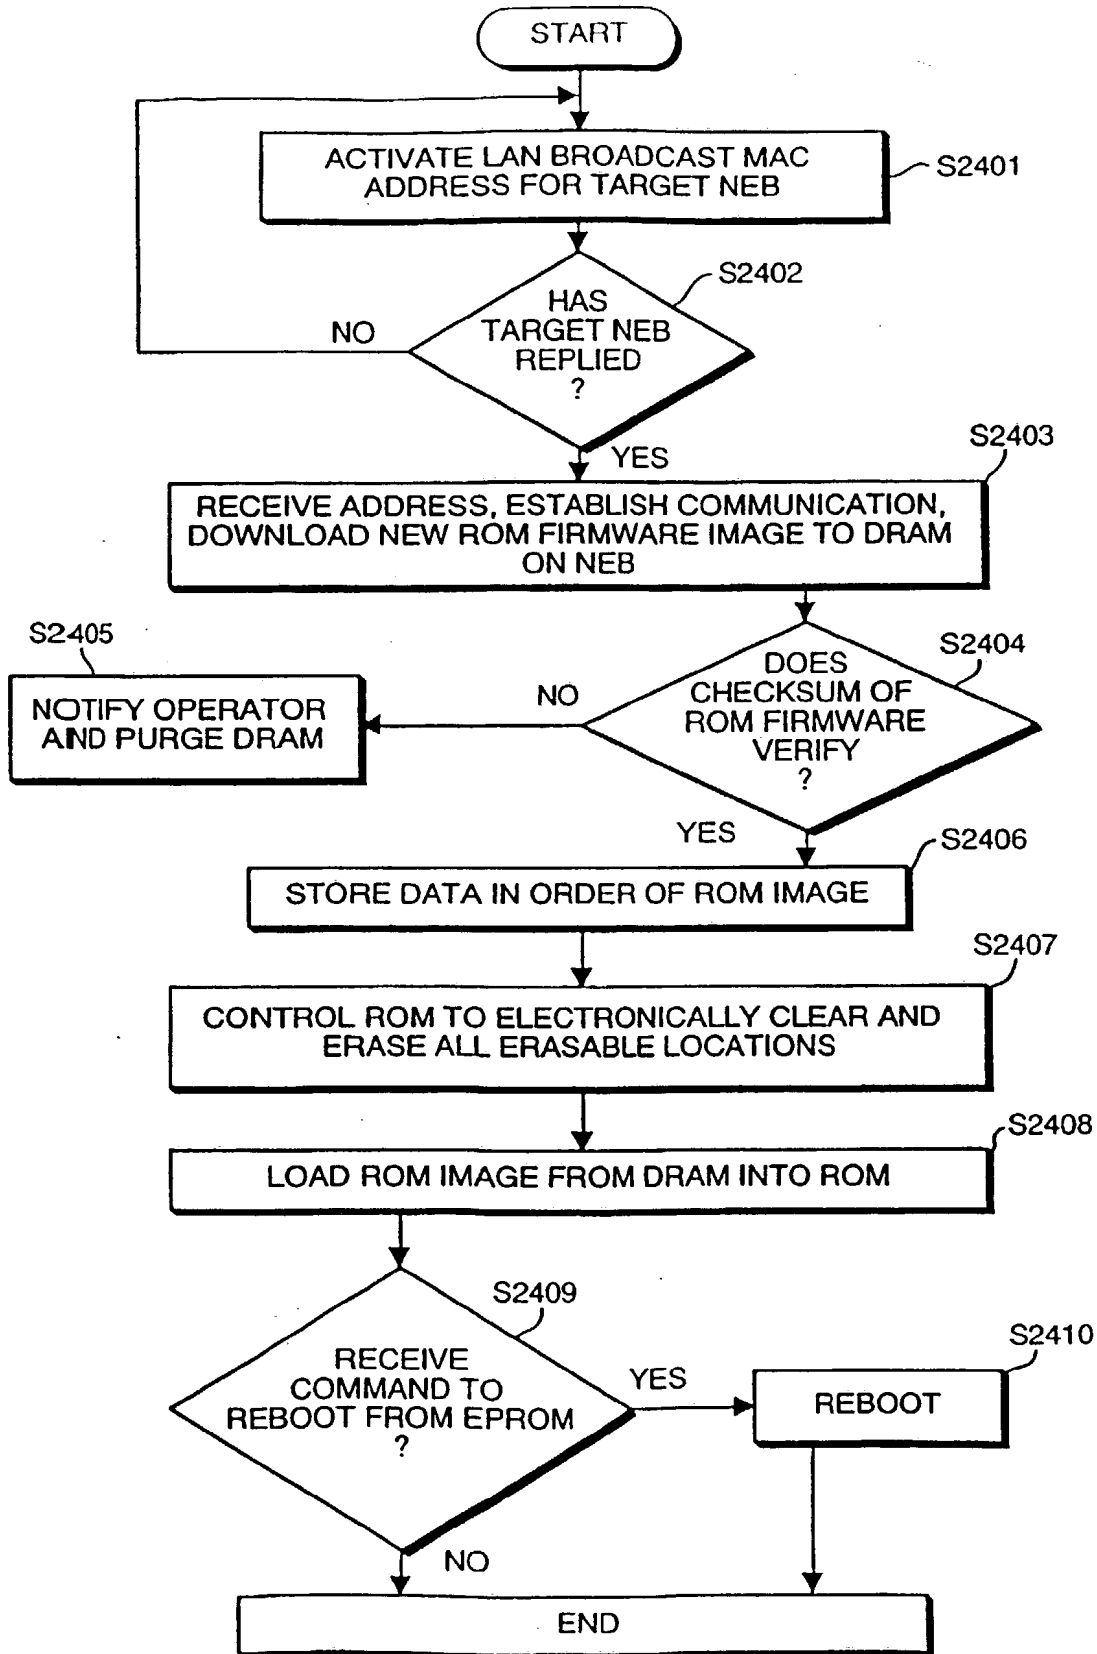 START
ACTIVATE LAN BROADCAST MAC
ADDRESS FOR TARGET NEB
S2401
S2402
HAS
TARGET NEB
REPLIED
?
NO
YES
S2403
RECEIVE ADDRESS, ESTABLISH COMMUNICATION,
DOWNLOAD NEW ROM FIRMWARE IMAGE TO DRAM
ON NEB
S2405
NOTIFY OPERATOR
AND PURGE DRAM
NO
S2404
DOES
CHECKSUM OF
ROM FIRMWARE
VERIFY
?
YES
S2406
STORE DATA IN ORDER OF ROM IMAGE
S2407
CONTROL ROM TO ELECTRONICALLY CLEAR AND
ERASE ALL ERASABLE LOCATIONS
S2408
LOAD ROM IMAGE FROM DRAM INTO ROM
S2409
RECEIVE
COMMAND TO
REBOOT FROM EPROM
?
YES
S2410
REBOOT
NO
END